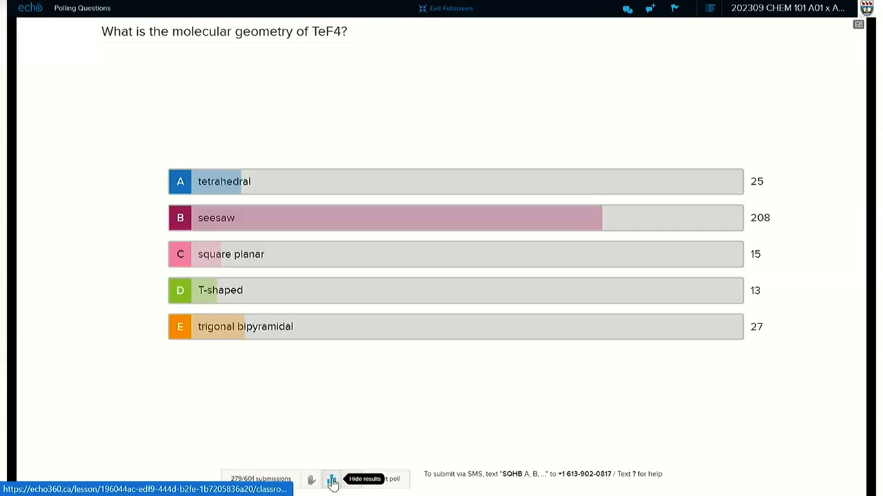 echo Polling Questions Exit Fullscreen 202309 CHEM 101 A01 x A...
What is the molecular geometry of TeF4?
A tetrahedral 25
B seesaw 208
C square planar 15
D T-shaped 13
E trigonal bipyramidal 27
279/601 submissions Hide results t poll To submit via SMS, text "SQHB A, B, ..." to +1 613-902-0817 / Text ? for help
https://echo360.ca/lesson/196044ac-edf9-444d-b2fe-1b7205836a20/classro...